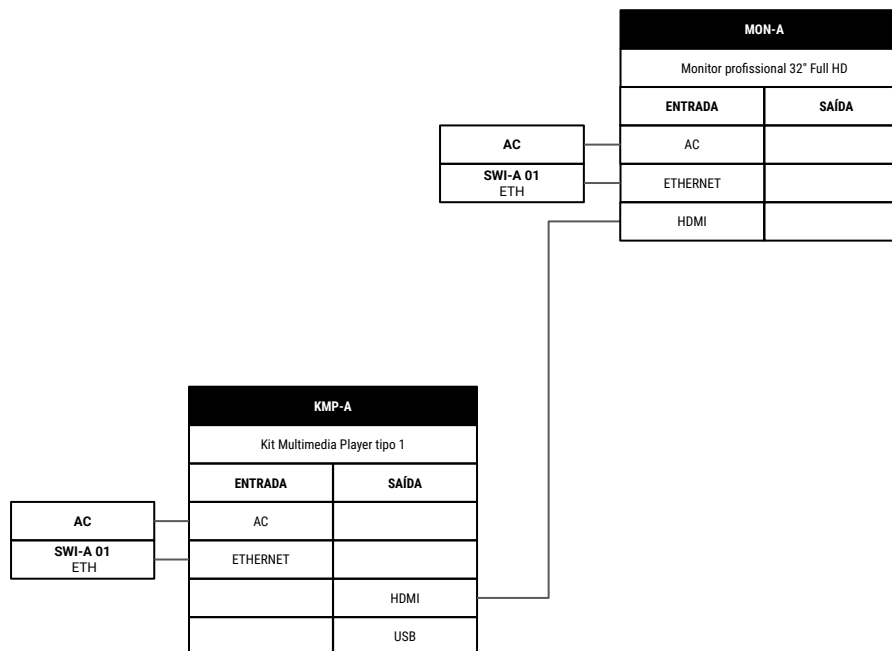 MON-A
Monitor profissional 32" Full HD
ENTRADA SAÍDA
AC AC
SWI-A 01
ETH
ETHERNET
HDMI
KMP-A
Kit Multimedia Player tipo 1
ENTRADA SAÍDA
AC AC
SWI-A 01
ETH
ETHERNET
HDMI
USB